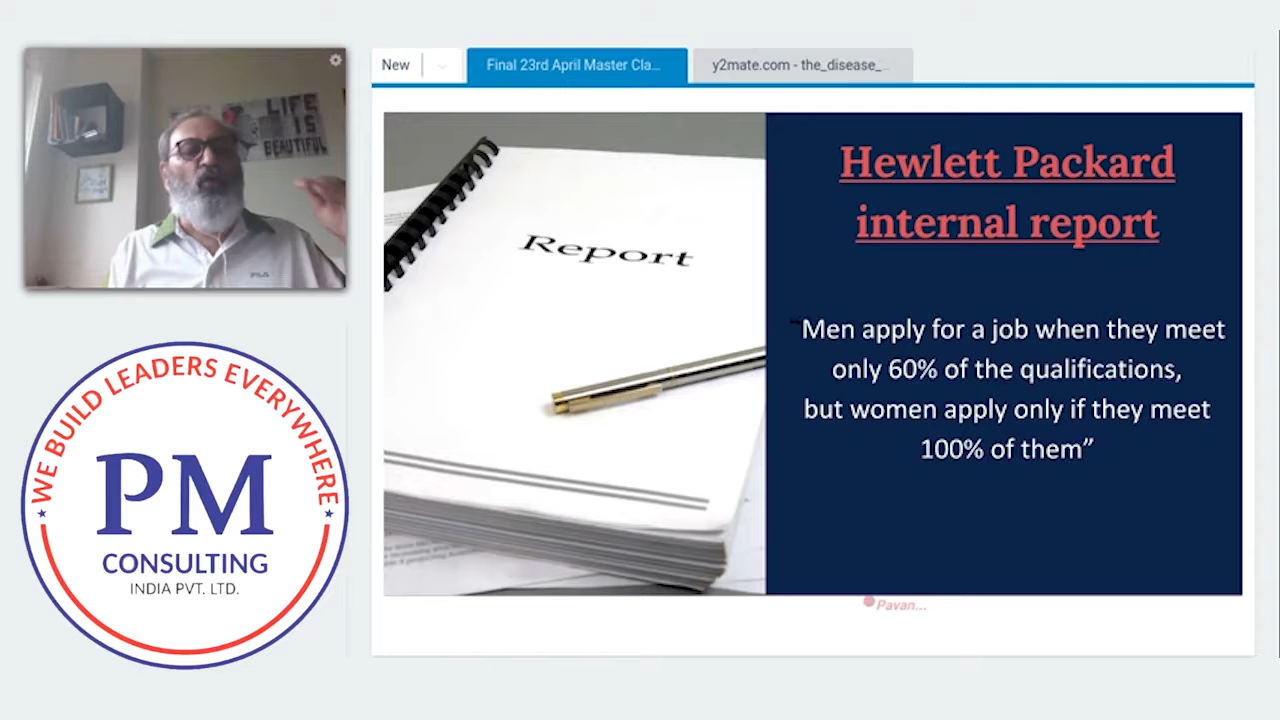 LIFE
IS
BEAUTIFUL
FILA
WE BUILD LEADERS EVERYWHERE
PM
CONSULTING
INDIA PVT. LTD.
New
Final 23rd April Master Cla...
y2mate.com - the_disease_...
Report
Hewlett Packard
internal report
"Men apply for a job when they meet
only 60% of the qualifications,
but women apply only if they meet
100% of them”
Pavan...